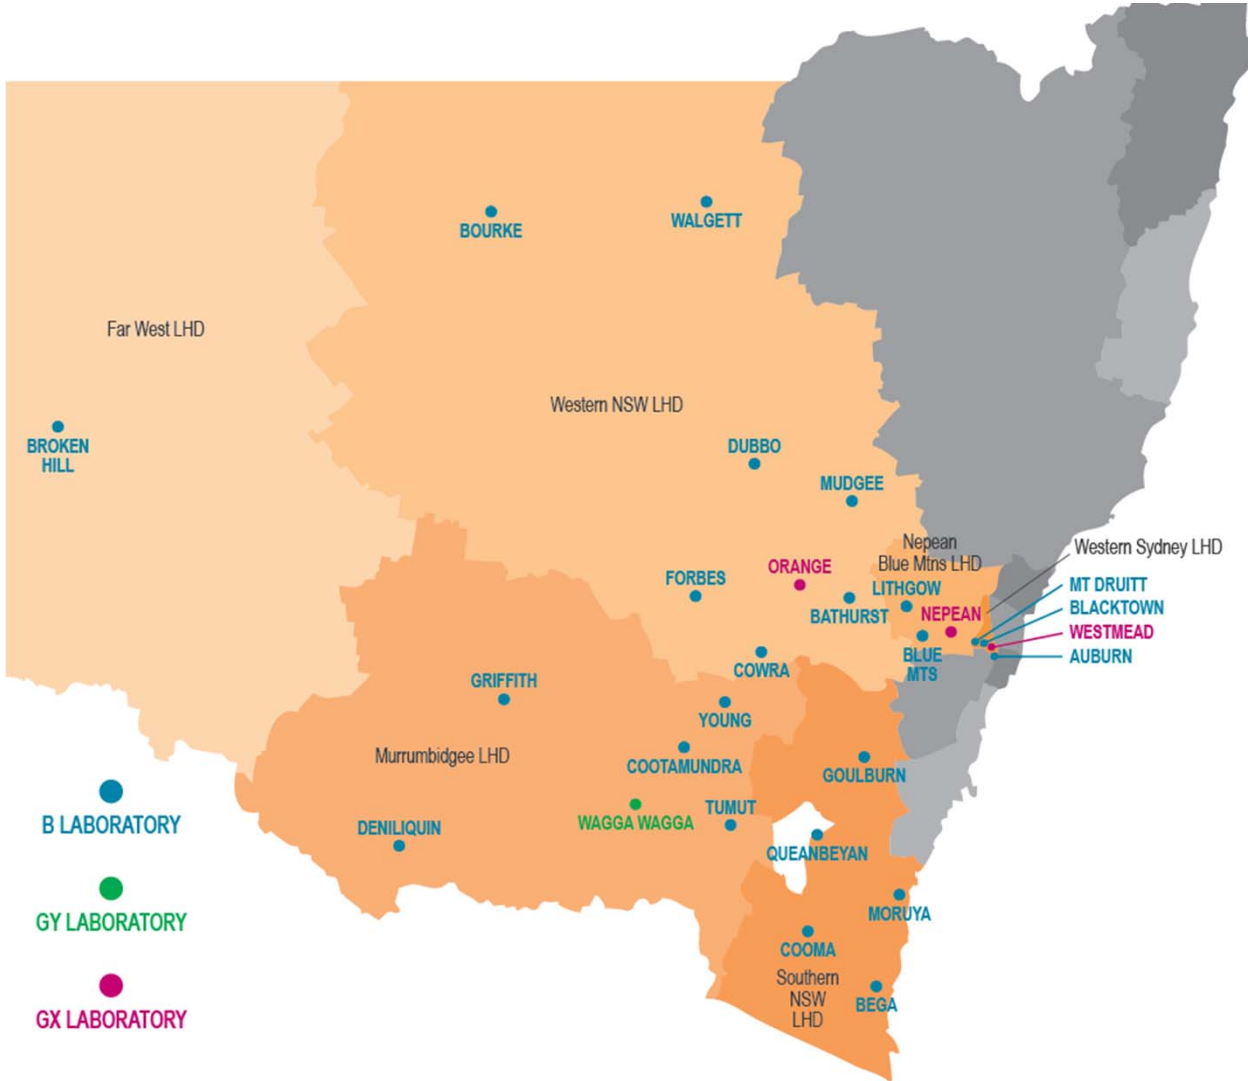 BOURKE
WALGETT
Far West LHD
Western NSW LHD
BROKEN
HILL
DUBBO
MUDGEE
Nepean
Blue Mtns LHD
Western Sydney LHD
ORANGE
FORBES
LITHGOW
MT DRUITT
BATHURST
NEPEAN
BLACKTOWN
WESTMEAD
BLUE
MTS
AUBURN
COWRA
GRIFFITH
YOUNG
Murrumbidgee LHD
COOTAMUNDRA
GOULBURN
TUMUT
WAGGA WAGGA
DENILIQUIN
QUEANBEYAN
MORUYA
COOMA
Southern
NSW
LHD
BEGA
B LABORATORY
GY LABORATORY
GX LABORATORY